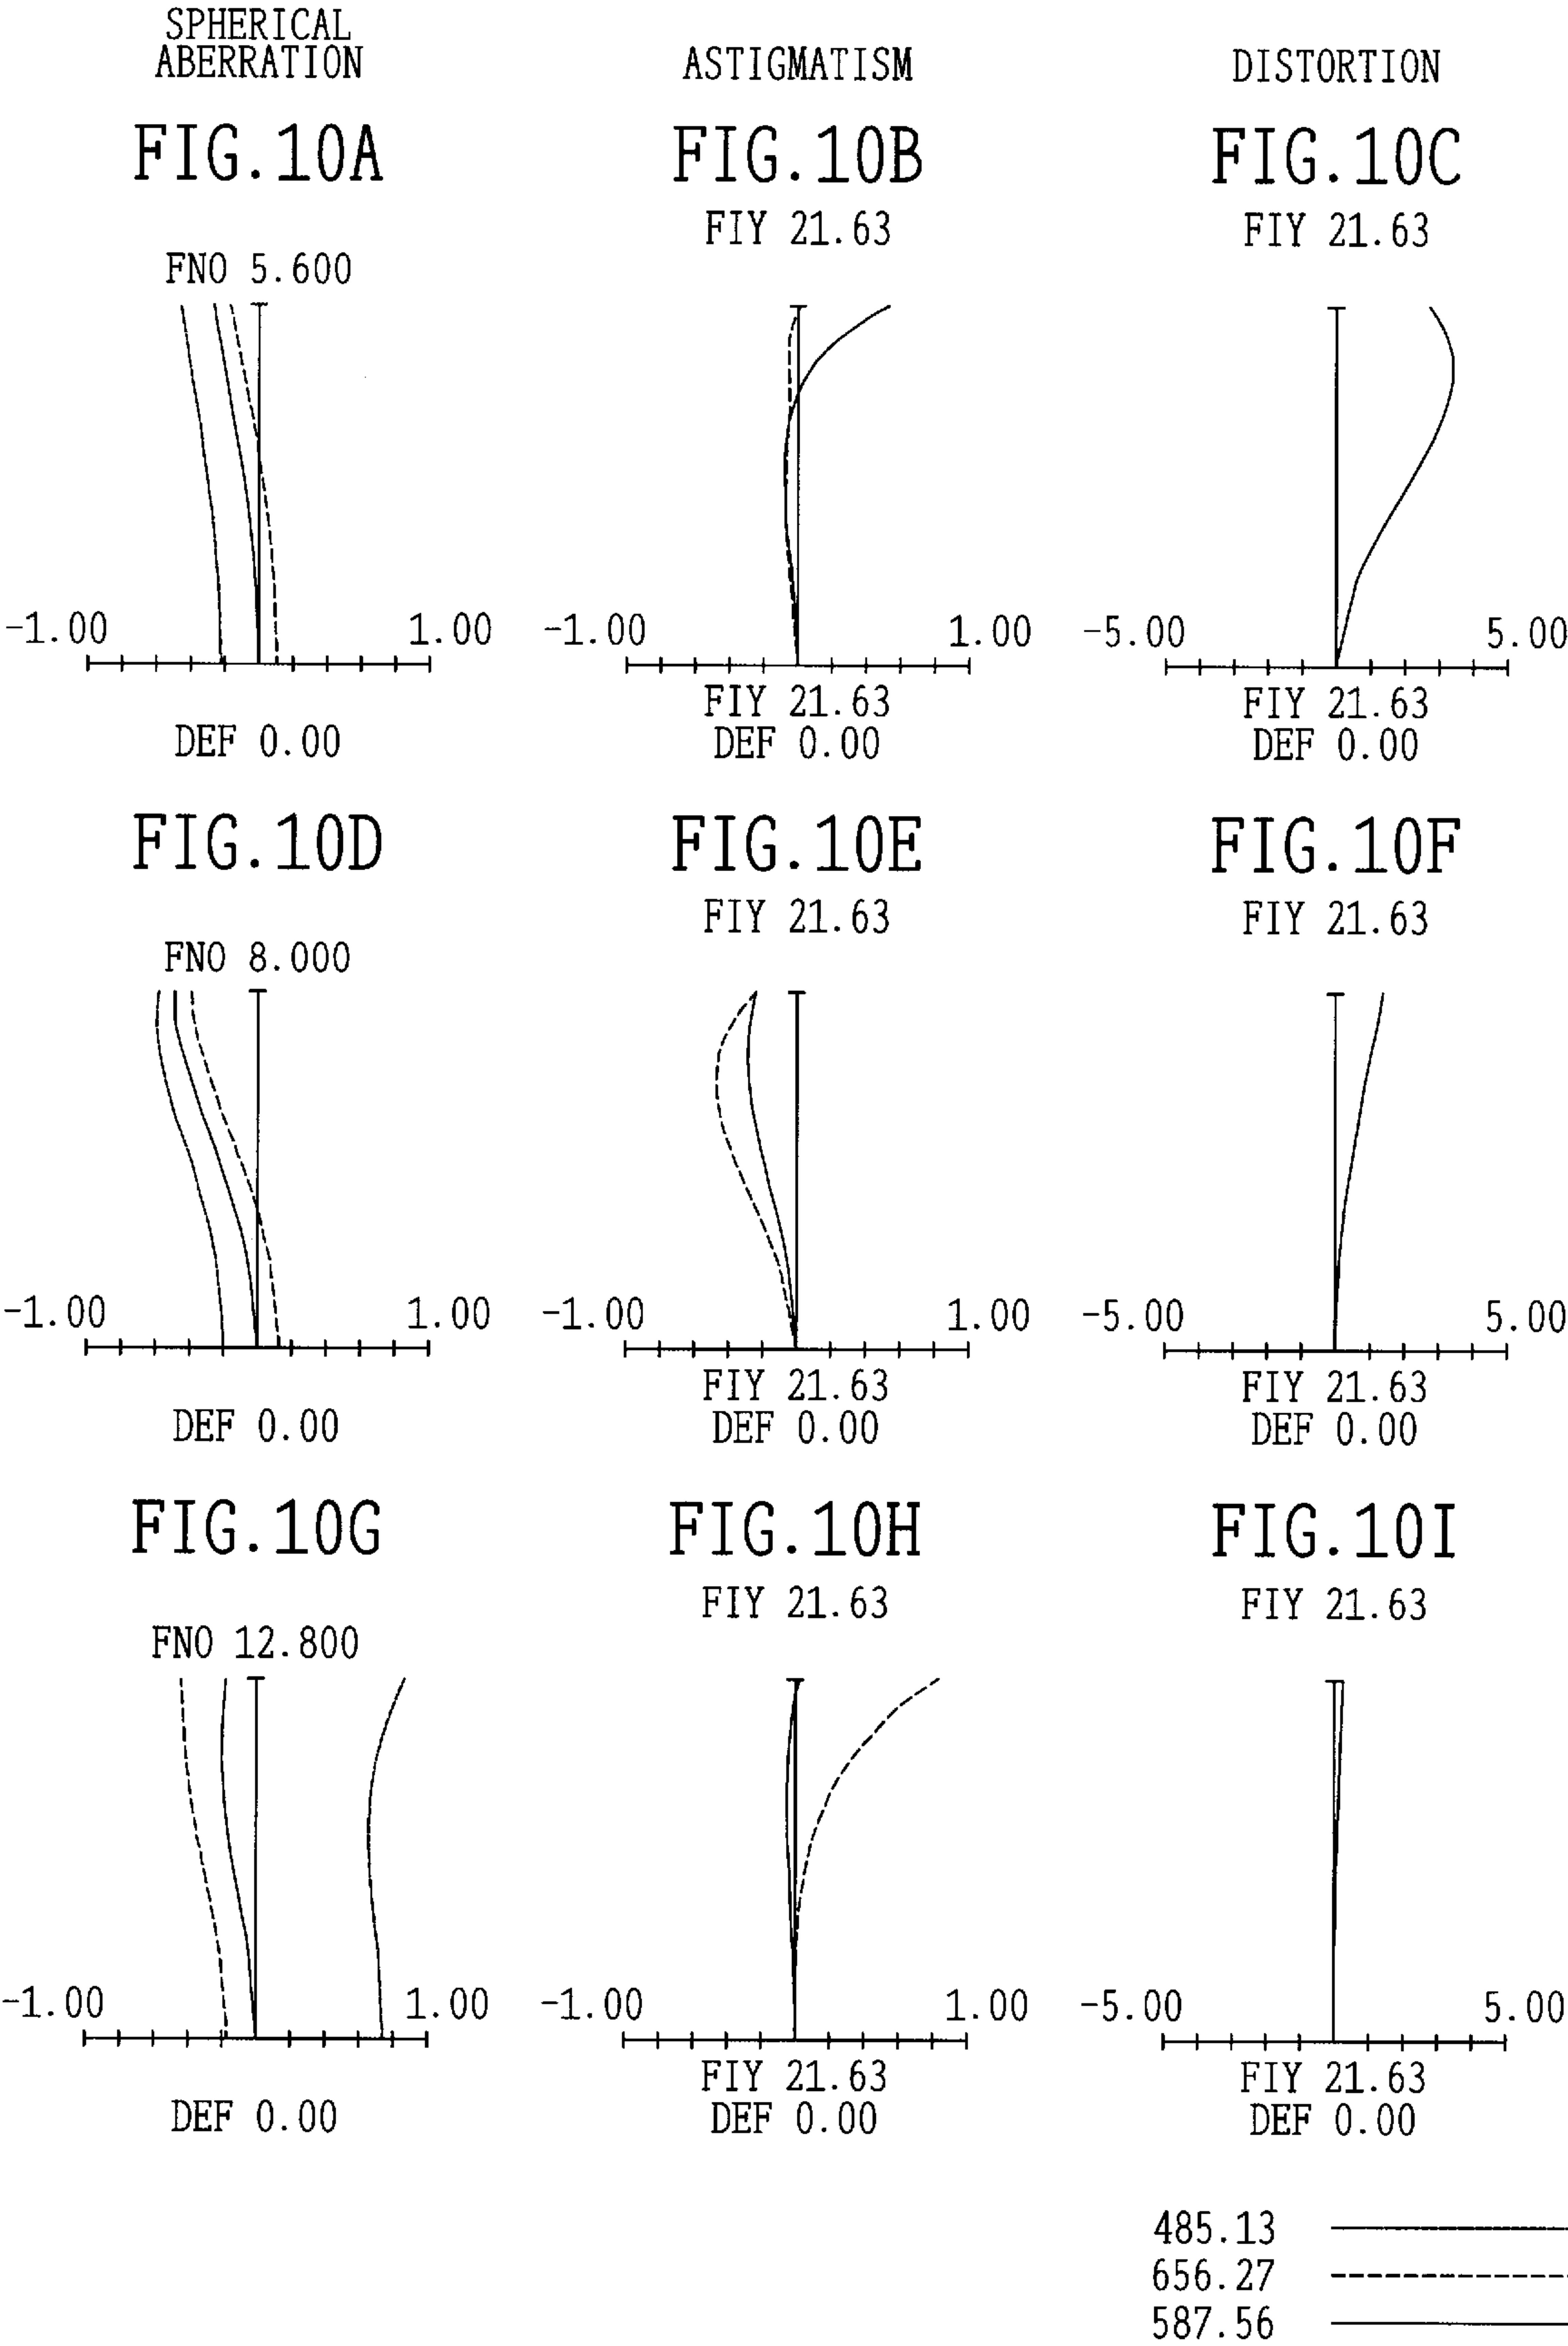 SPHERICAL
ABERRATION
ASTIGMATISM
DISTORTION
FIG.10A
FIG.10B
FIG.10C
FIY 21.63
FIY 21.63
FNO 5.600
-1.00
1.00
-1.00
1.00
-5.00
5.00
FIY 21.63
FIY 21.63
DEF 0.00
DEF 0.00
DEF 0.00
FIG.10D
FIG.10E
FIG.10F
FIY 21.63
FIY 21.63
FNO 8.000
-1.00
1.00
-1.00
1.00
-5.00
5.00
FIY 21.63
FIY 21.63
DEF 0.00
DEF 0.00
DEF 0.00
FIG.10G
FIG.10H
FIG.10I
FIY 21.63
FIY 21.63
FNO 12.800
-1.00
1.00
-1.00
1.00
-5.00
5.00
FIY 21.63
FIY 21.63
DEF 0.00
DEF 0.00
DEF 0.00
485.13
656.27
587.56